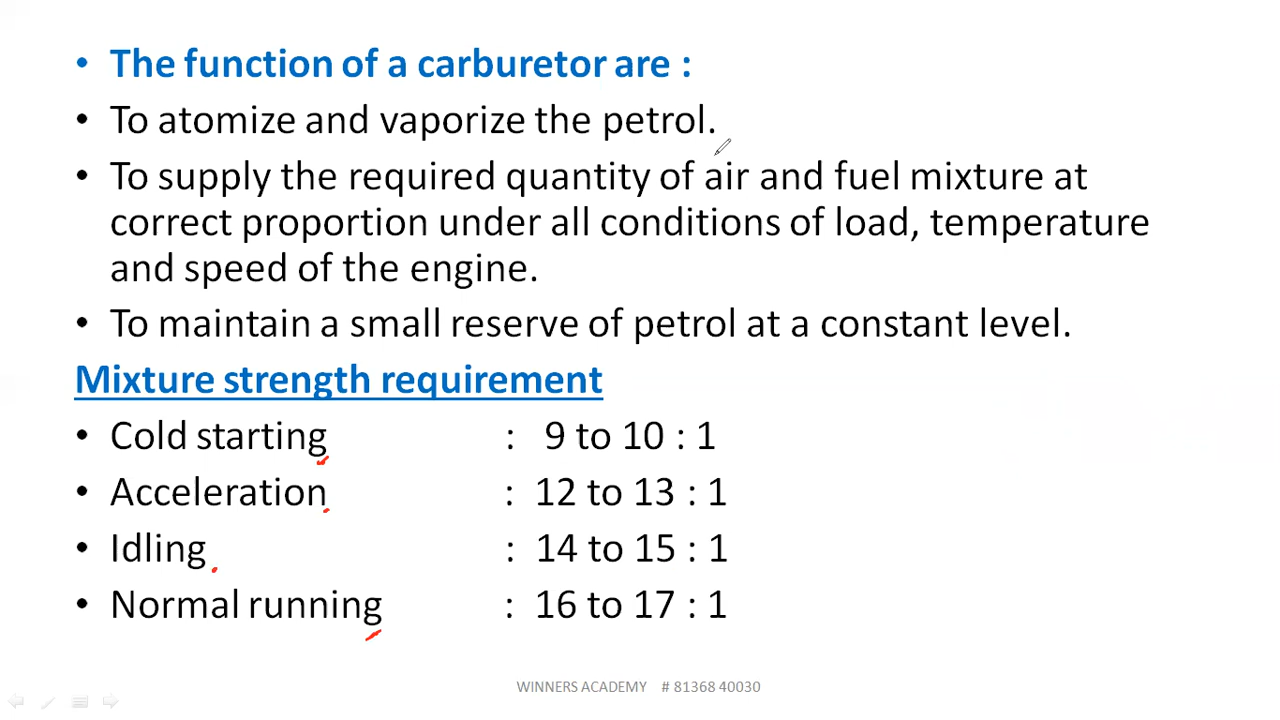 • The function of a carburetor are :
• To atomize and vaporize the petrol.
• To supply the required quantity of air and fuel mixture at
correct proportion under all conditions of load, temperature
and speed of the engine.
• To maintain a small reserve of petrol at a constant level.
Mixture strength requirement
• Cold starting : 9 to 10 : 1
• Acceleration : 12 to 13 : 1
• Idling : 14 to 15 : 1
• Normal running : 16 to 17 : 1
WINNERS ACADEMY # 81368 40030